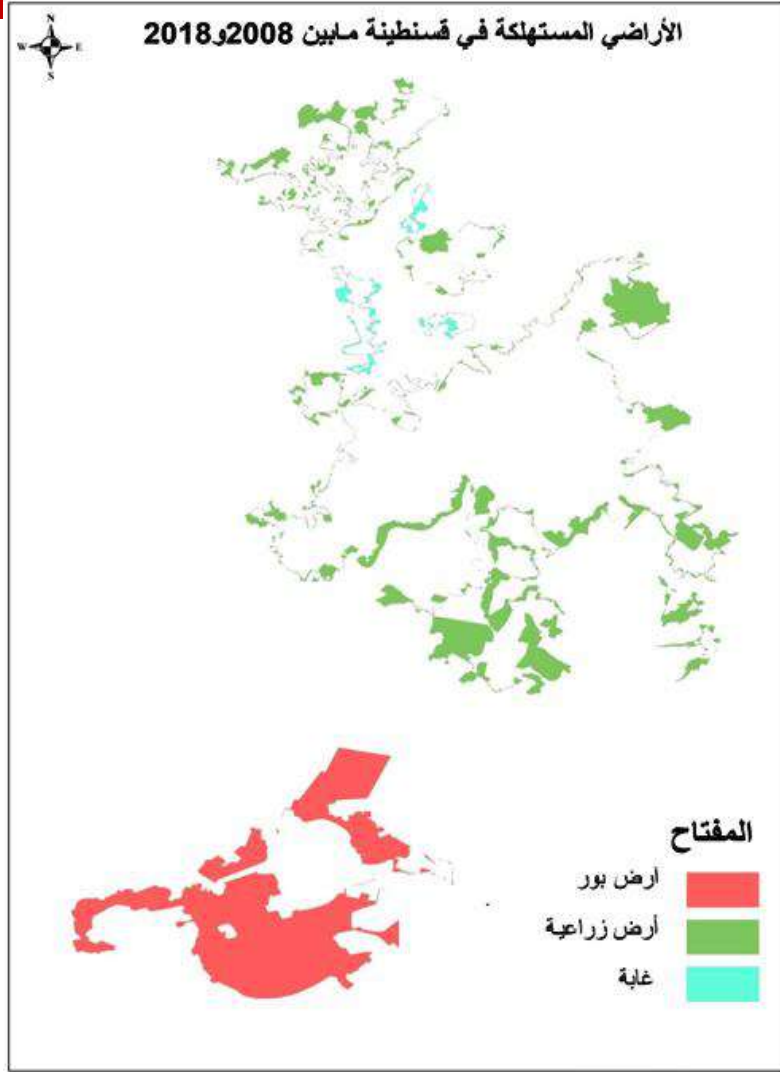 الأراضي المستهلكة في قسنطينة مابين 2008و2018
N
W E
S
المفتاح
أرض بور
أرض زراعية
غابة